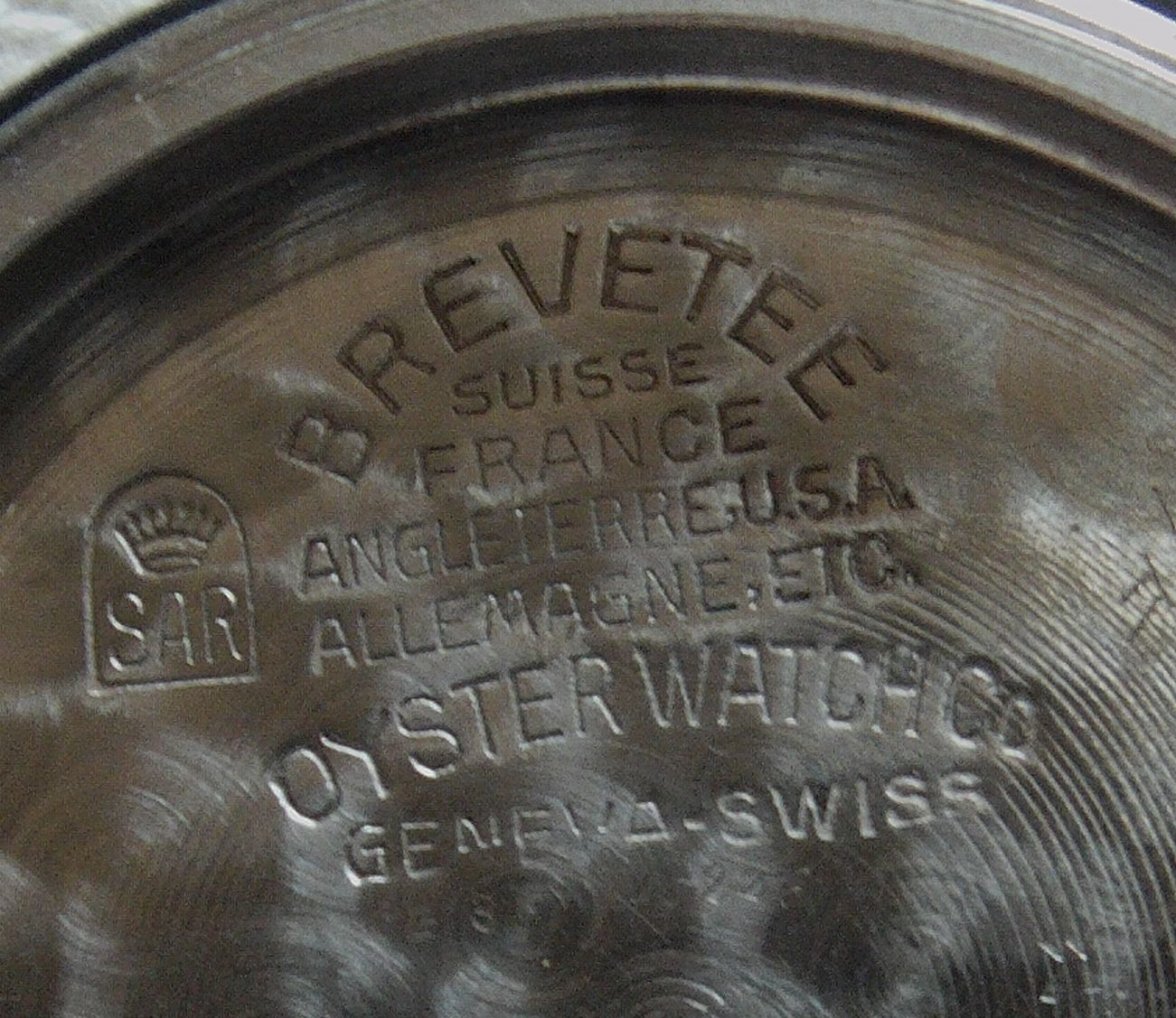 BREVETEE
SUISSE
FRANCE
ANGLETERRE.U.S.A.
ALLEMAGNE,ETC.
SAR
OYSTER WATCH Co
GENEVA-SWISS